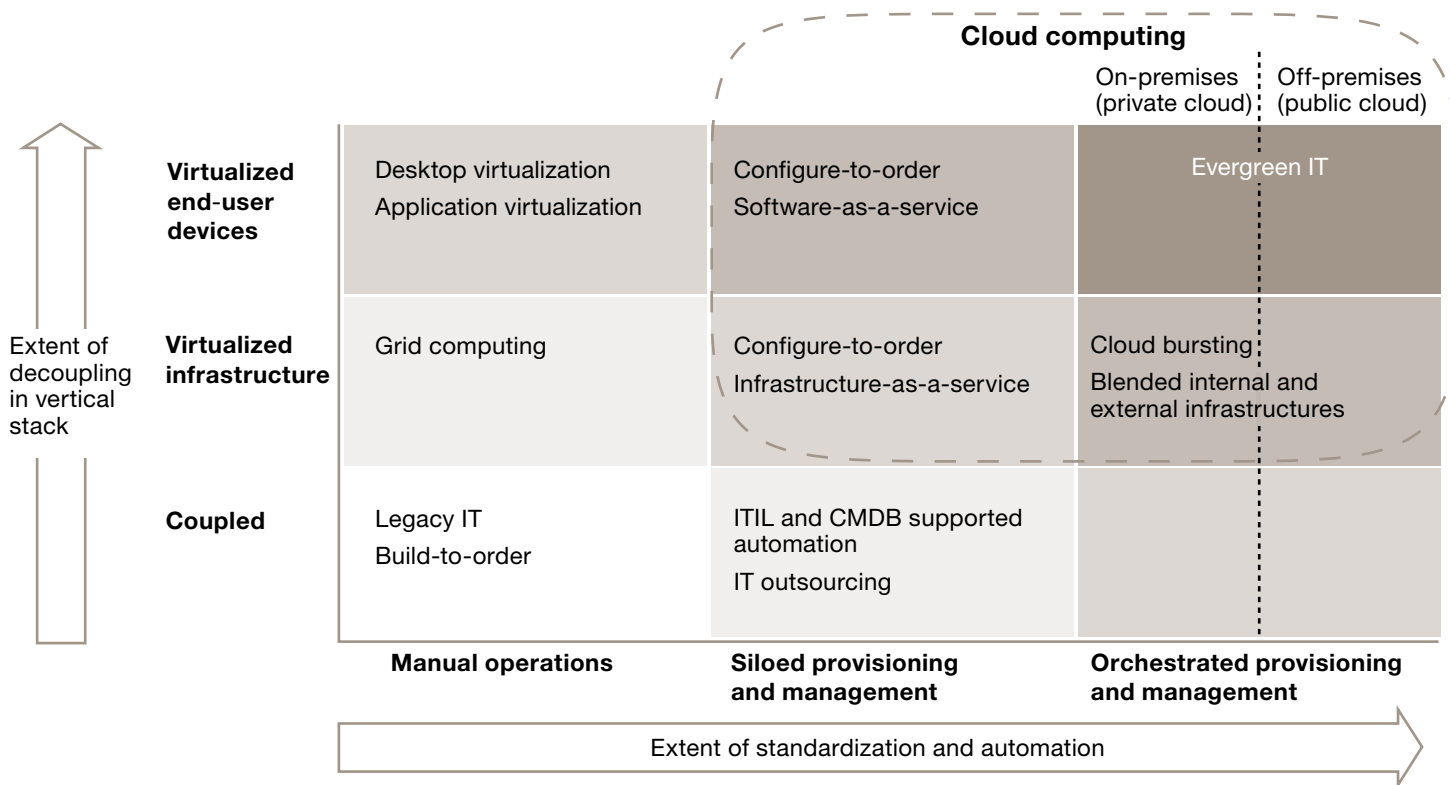 Cloud computing
On-premises
(private cloud)
Off-premises
(public cloud)
Virtualized
end-user
devices
Desktop virtualization
Application virtualization
Configure-to-order
Software-as-a-service
Evergreen IT
Extent of
decoupling
in vertical
stack
Virtualized
infrastructure
Grid computing
Configure-to-order
Infrastructure-as-a-service
Cloud bursting
Blended internal and
external infrastructures
Coupled
Legacy IT
Build-to-order
ITIL and CMDB supported
automation
IT outsourcing
Manual operations
Siloed provisioning
and management
Orchestrated provisioning
and management
Extent of standardization and automation